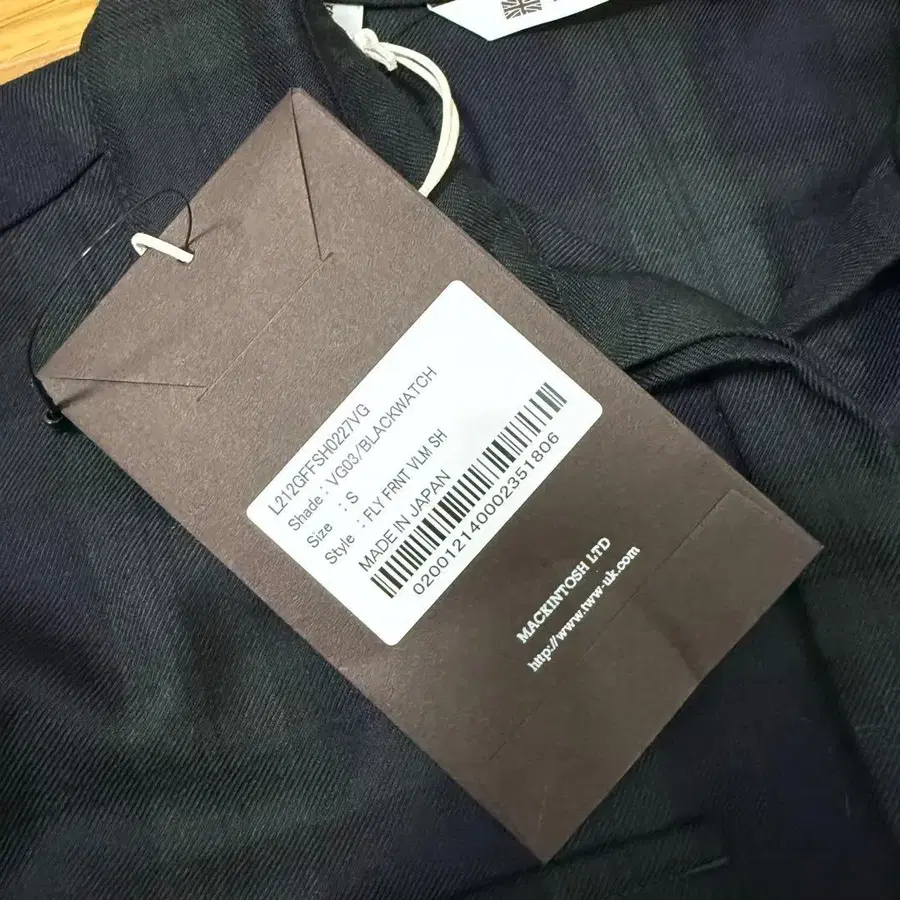 L212GFFSH0227VG
Shade : VG03/BLACKWATCH
Size : S
Style : FLY FRNT VLM SH
MADE IN JAPAN
0200121400002351806
MACKINTOSH LTD
http://www.tww-uk.com